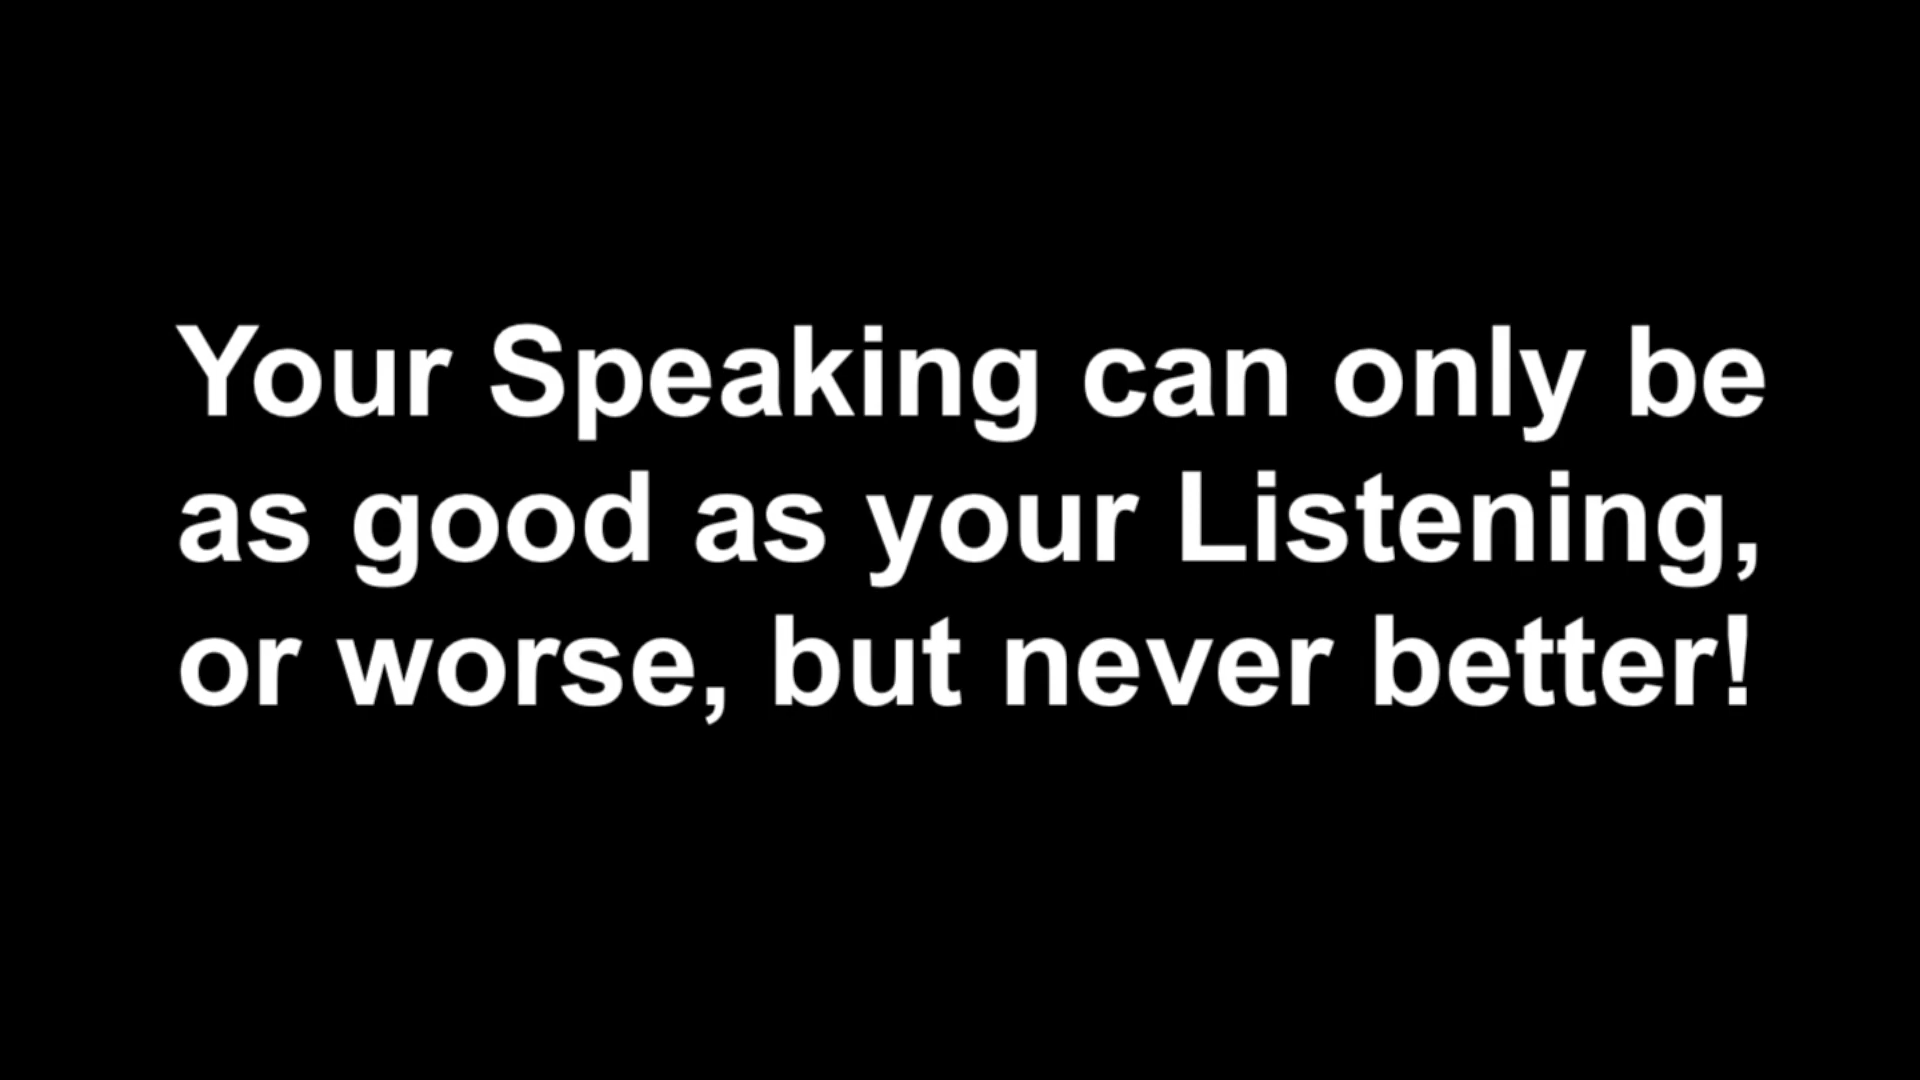 Your Speaking can only be
as good as your Listening,
or worse, but never better!